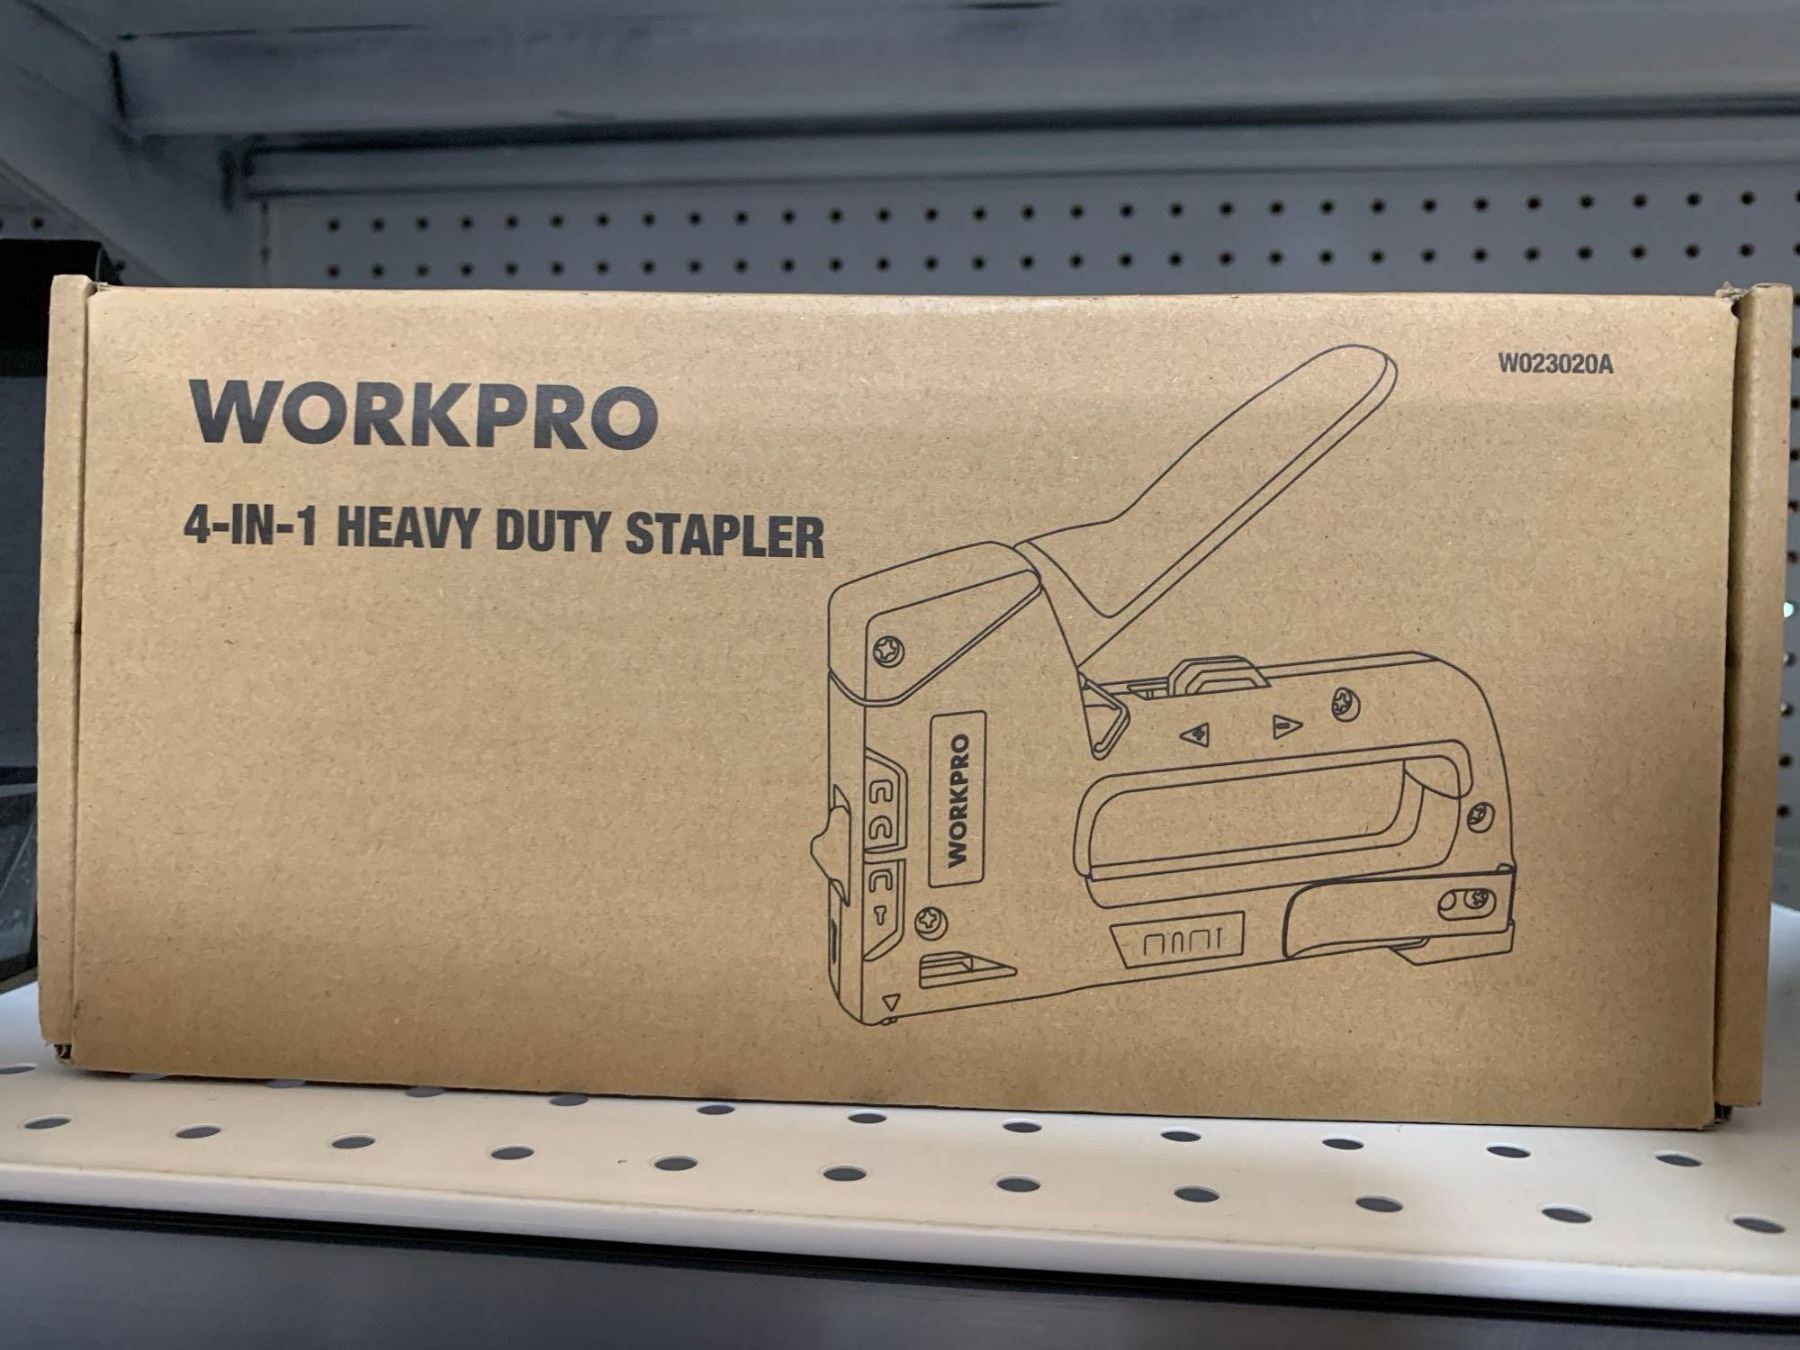 WORKPRO
W023020A
4-IN-1 HEAVY DUTY STAPLER
WORKPRO